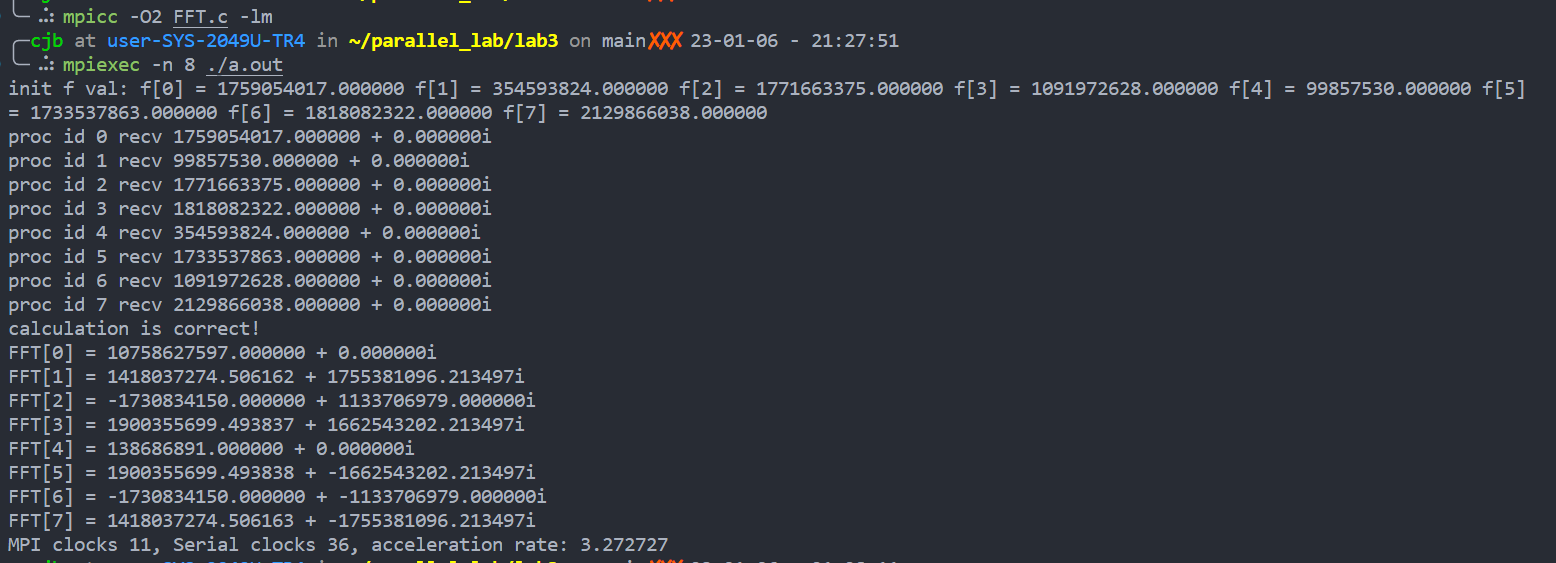 mpicc -O2 FFT.c -lm
cjb at user-SYS-2049U-TR4 in ~/parallel_lab/lab3 on main✗✗✗ 23-01-06 - 21:27:51
mpiexec -n 8 ./a.out
init f val: f[0] = 1759054017.000000 f[1] = 354593824.000000 f[2] = 1771663375.000000 f[3] = 1091972628.000000 f[4] = 99857530.000000 f[5]
= 1733537863.000000 f[6] = 1818082322.000000 f[7] = 2129866038.000000
proc id 0 recv 1759054017.000000 + 0.000000i
proc id 1 recv 99857530.000000 + 0.000000i
proc id 2 recv 1771663375.000000 + 0.000000i
proc id 3 recv 1818082322.000000 + 0.000000i
proc id 4 recv 354593824.000000 + 0.000000i
proc id 5 recv 1733537863.000000 + 0.000000i
proc id 6 recv 1091972628.000000 + 0.000000i
proc id 7 recv 2129866038.000000 + 0.000000i
calculation is correct!
FFT[0] = 10758627597.000000 + 0.000000i
FFT[1] = 1418037274.506162 + 1755381096.213497i
FFT[2] = -1730834150.000000 + 1133706979.000000i
FFT[3] = 1900355699.493837 + 1662543202.213497i
FFT[4] = 138686891.000000 + 0.000000i
FFT[5] = 1900355699.493838 + -1662543202.213497i
FFT[6] = -1730834150.000000 + -1133706979.000000i
FFT[7] = 1418037274.506163 + -1755381096.213497i
MPI clocks 11, Serial clocks 36, acceleration rate: 3.272727